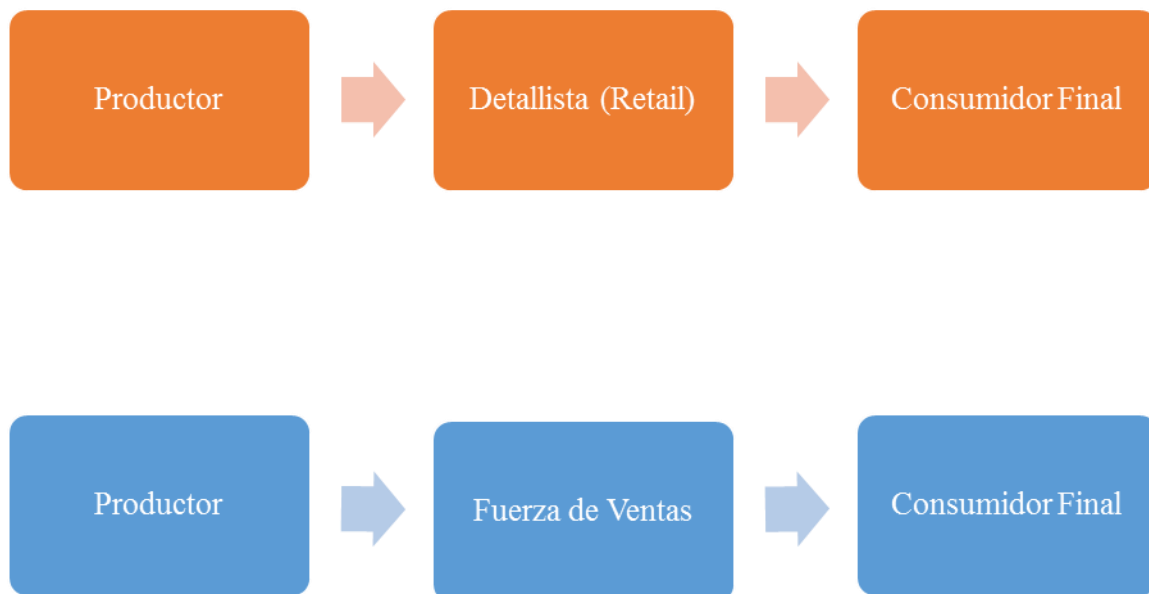 Productor
Detallista (Retail)
Consumidor Final
Productor
Fuerza de Ventas
Consumidor Final